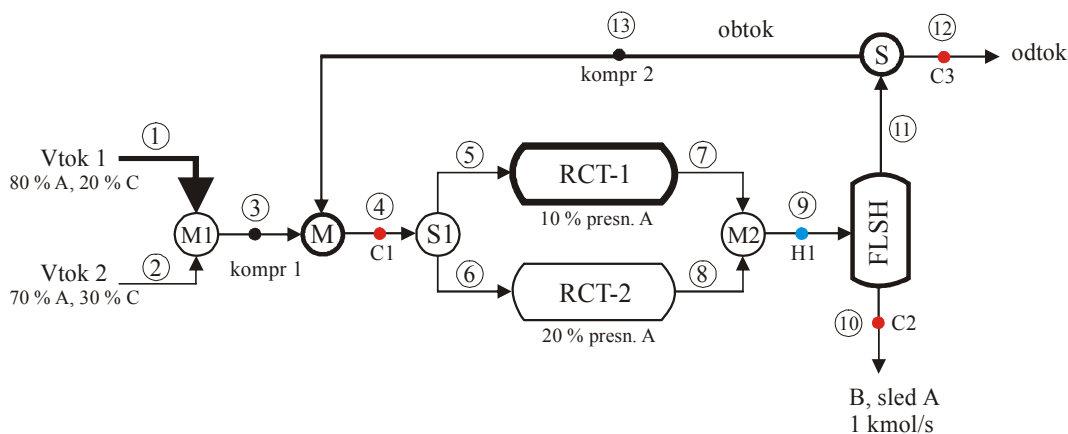 13
12
obtok
S
odtok
kompr 2
C3
11
1
Vtok 1
80 % A, 20 % C
5
7
RCT-1
10 % presn. A
3
4
9
M1
M
S1
M2
FLSH
kompr 1
C1
H1
2
Vtok 2
70 % A, 30 % C
6
8
RCT-2
20 % presn. A
10
C2
B, sled A
1 kmol/s